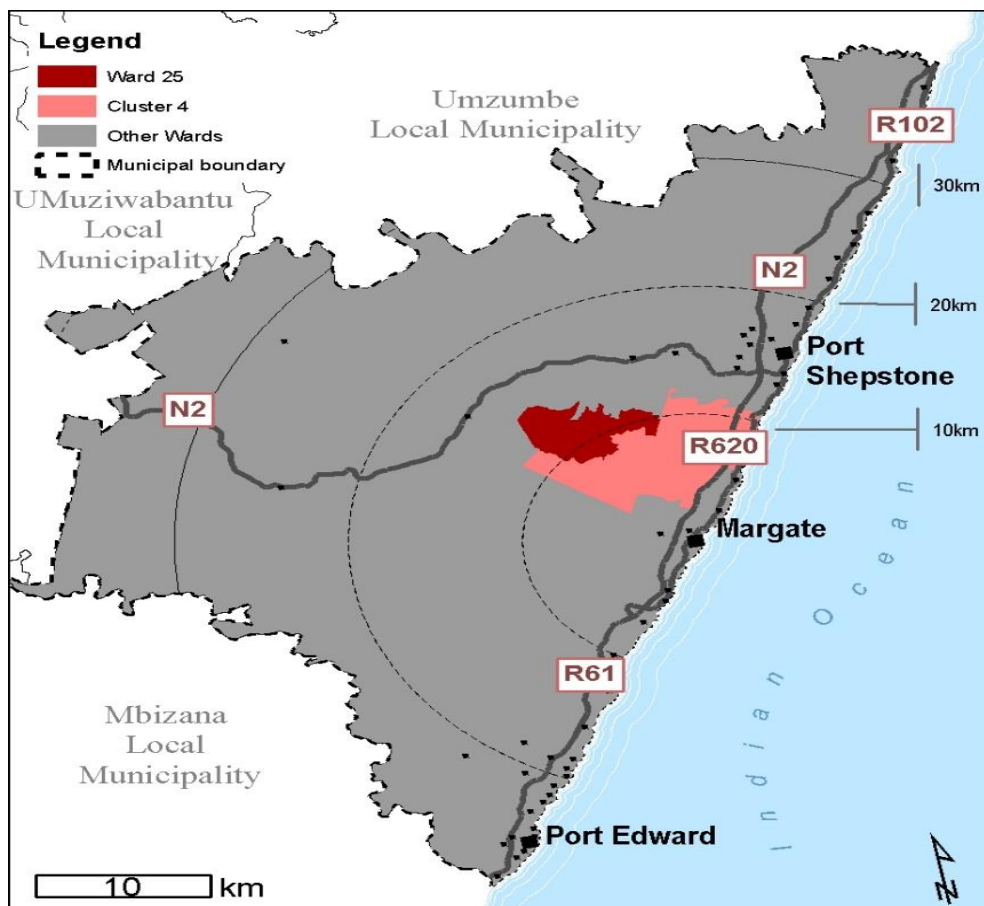 Legend
Ward 25
Cluster 4
Other Wards
Municipal boundary
Umzumbe
Local Municipality
UMuziwabantu
Local
Municipality
R102
30km
N2
20km
Port
Shepstone
N2
10km
R620
Margate
Indian Ocean
R61
Mbizana
Local
Municipality
Port Edward
10 km
N